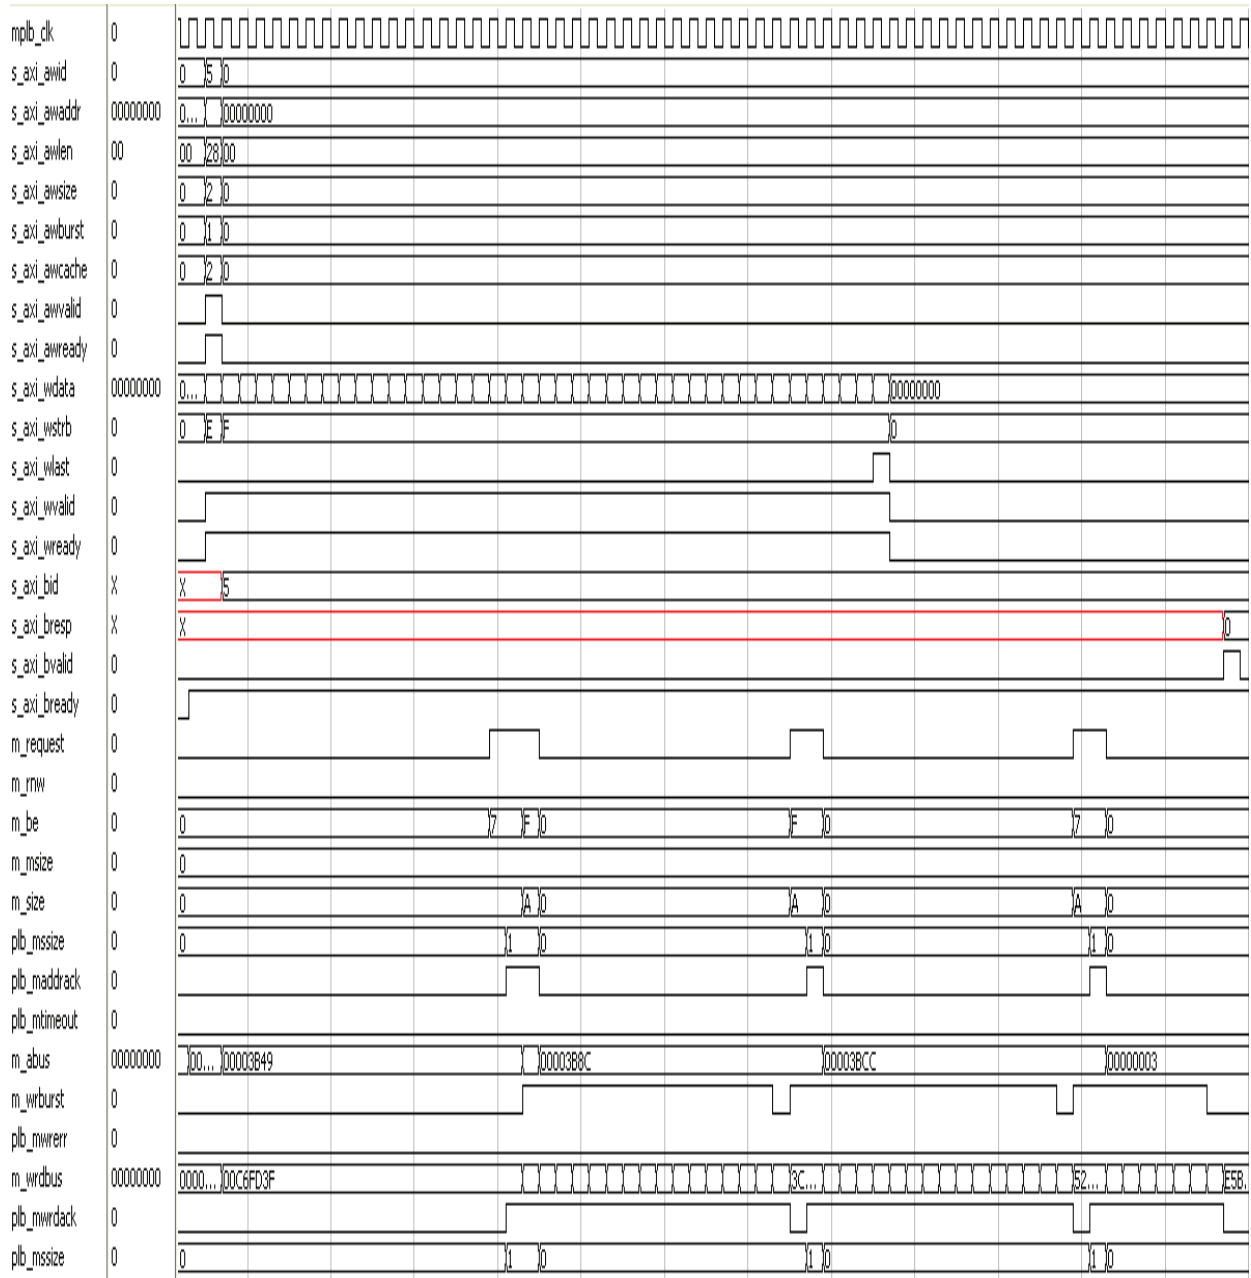 mplb_clk 0
s_axi_awid 0 0 5 0
s_axi_awaddr 00000000 0... 00000000
s_axi_awlen 00 00 28 00
s_axi_awsize 0 0 2 0
s_axi_awburst 0 0 1 0
s_axi_awcache 0 0 2 0
s_axi_awvalid 0
s_axi_awready 0
s_axi_wdata 00000000 0... 00000000
s_axi_wstrb 0 0 E F 0
s_axi_wlast 0
s_axi_wvalid 0
s_axi_wready 0
s_axi_bid X X 5
s_axi_bresp X X 0
s_axi_bvalid 0
s_axi_bready 0
m_request 0
m_rnw 0
m_be 0 0 7 F 0 F 0 7 0
m_msize 0 0
m_size 0 0 A 0 A 0 A 0
plb_mssize 0 0 1 0 1 0 1 0
plb_maddrack 0
plb_mtimeout 0
m_abus 00000000 00... 00003B49 00003B8C 00003BCC 00000003
m_wrburst 0
plb_mwrerr 0
m_wrdbus 00000000 0000... 00C6FD3F 3C... 52... E5B.
plb_mwrdack 0
plb_mssize 0 0 1 0 1 0 1 0